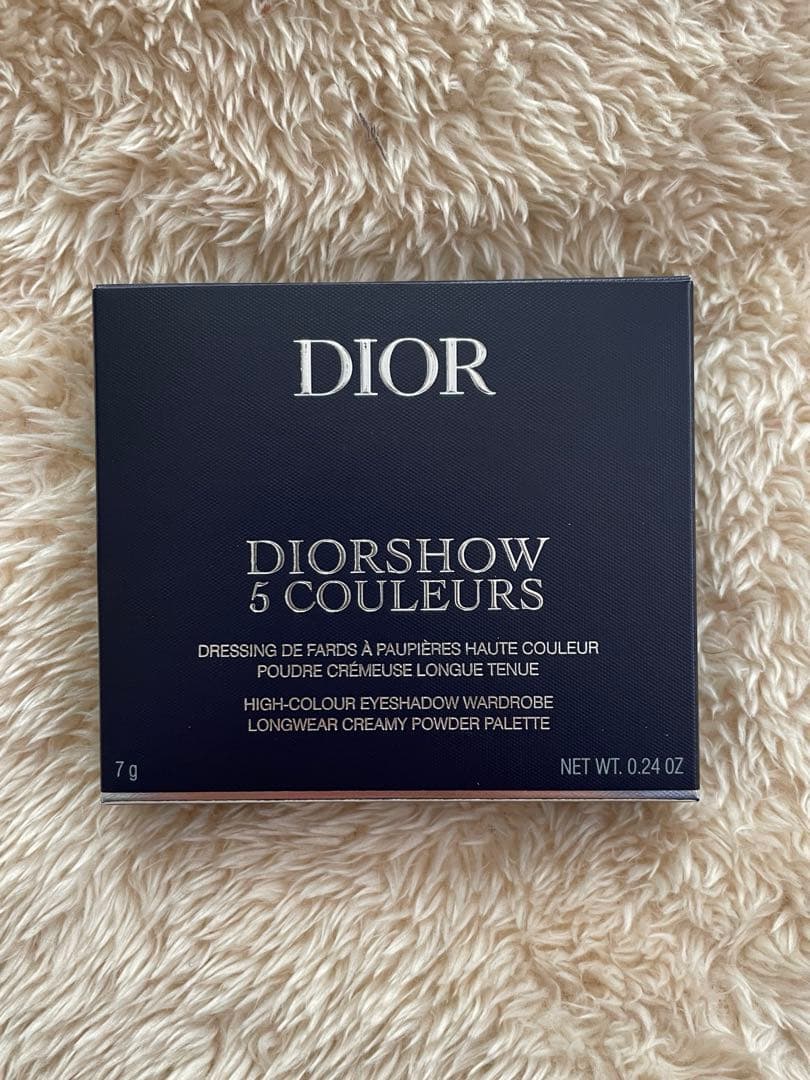 DIOR
DIORSHOW
5 COULEURS
DRESSING DE FARDS À PAUPIÈRES HAUTE COULEUR
POUDRE CRÉMEUSE LONGUE TENUE
HIGH-COLOUR EYESHADOW WARDROBE
LONGWEAR CREAMY POWDER PALETTE
7 g
NET WT. 0.24 OZ